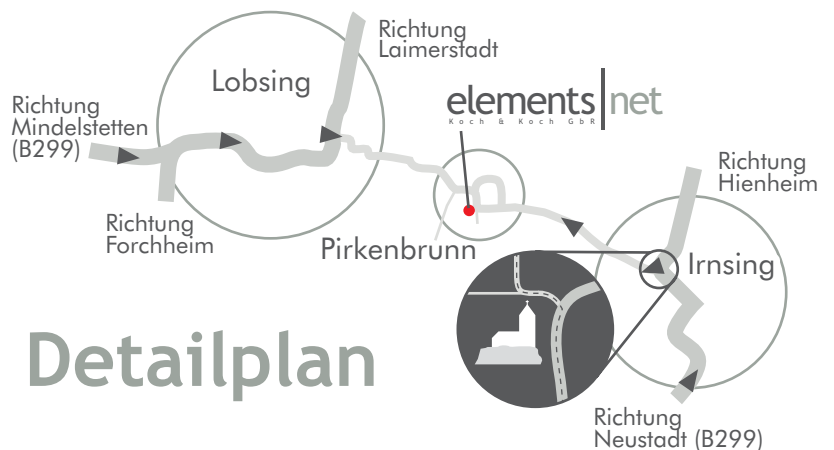 Richtung
Laimerstadt
Lobsing
elements|net
Koch & Koch GbR
Richtung
Mindelstetten
(B299)
Richtung
Hienheim
Richtung
Forchheim
Pirkenbrunn
Irnsing
Detailplan
Richtung
Neustadt (B299)